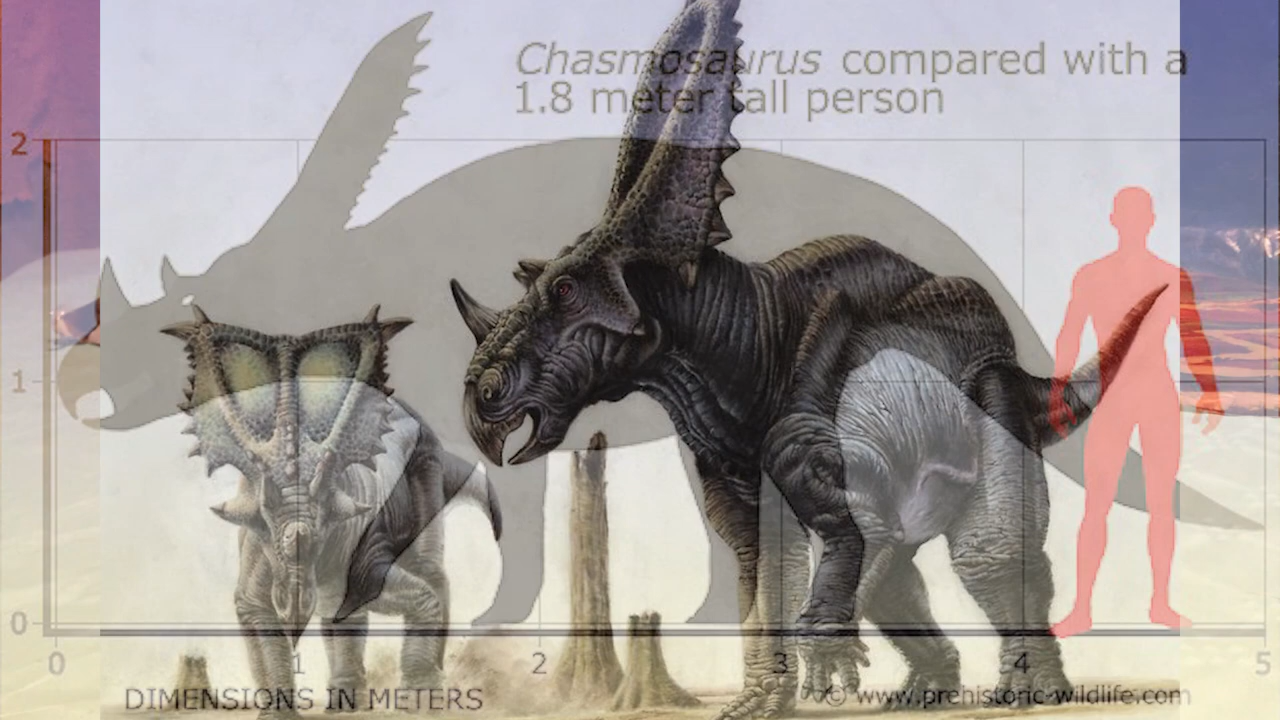 Chasmosaurus compared with a
1.8 meter tall person
2
1
0
0 1 2 3 4 5
DIMENSIONS IN METERS
© www.prehistoric-wildlife.com